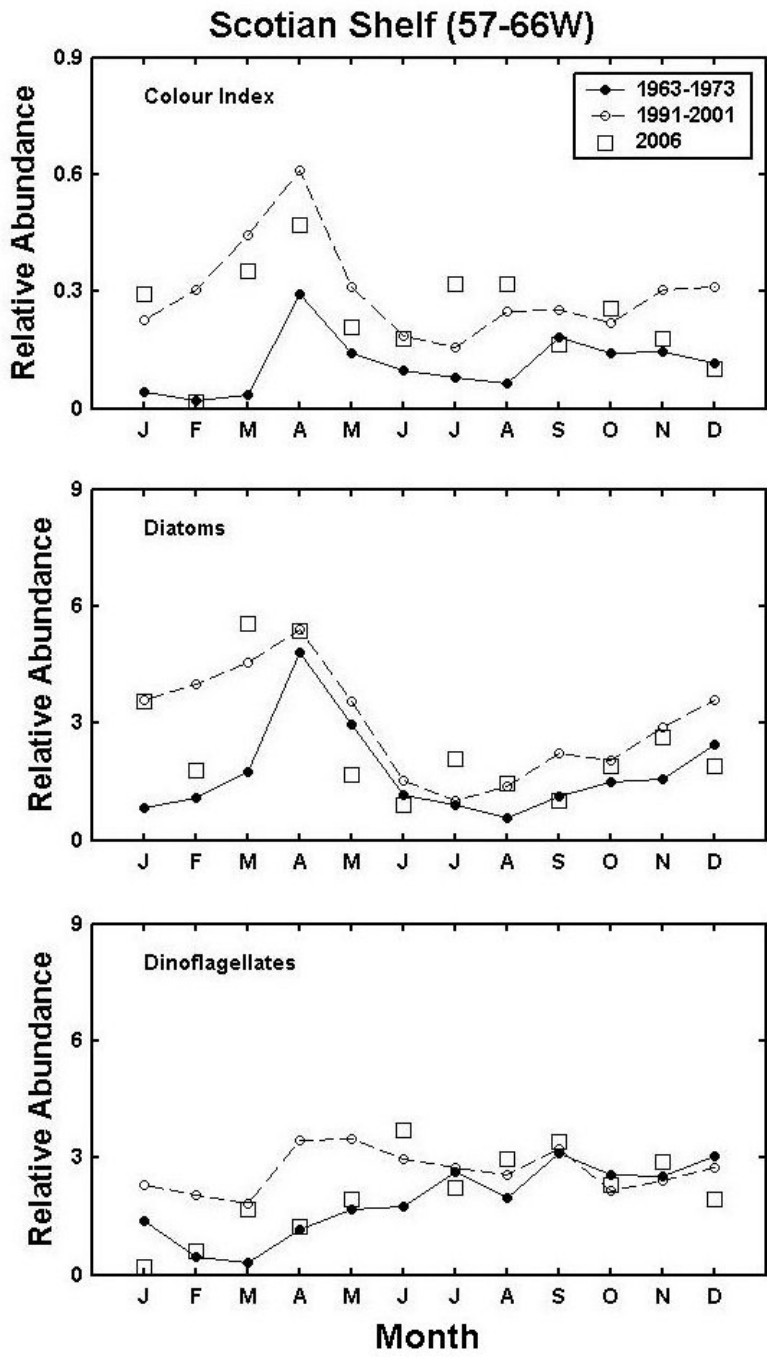 Scotian Shelf (57-66W)
0.9
0.6
0.3
0
Relative Abundance
Colour Index
1963-1973
1991-2001
2006
J F M A M J J A S O N D
9
6
3
0
Relative Abundance
Diatoms
J F M A M J J A S O N D
9
6
3
0
Relative Abundance
Dinoflagellates
J F M A M J J A S O N D
Month